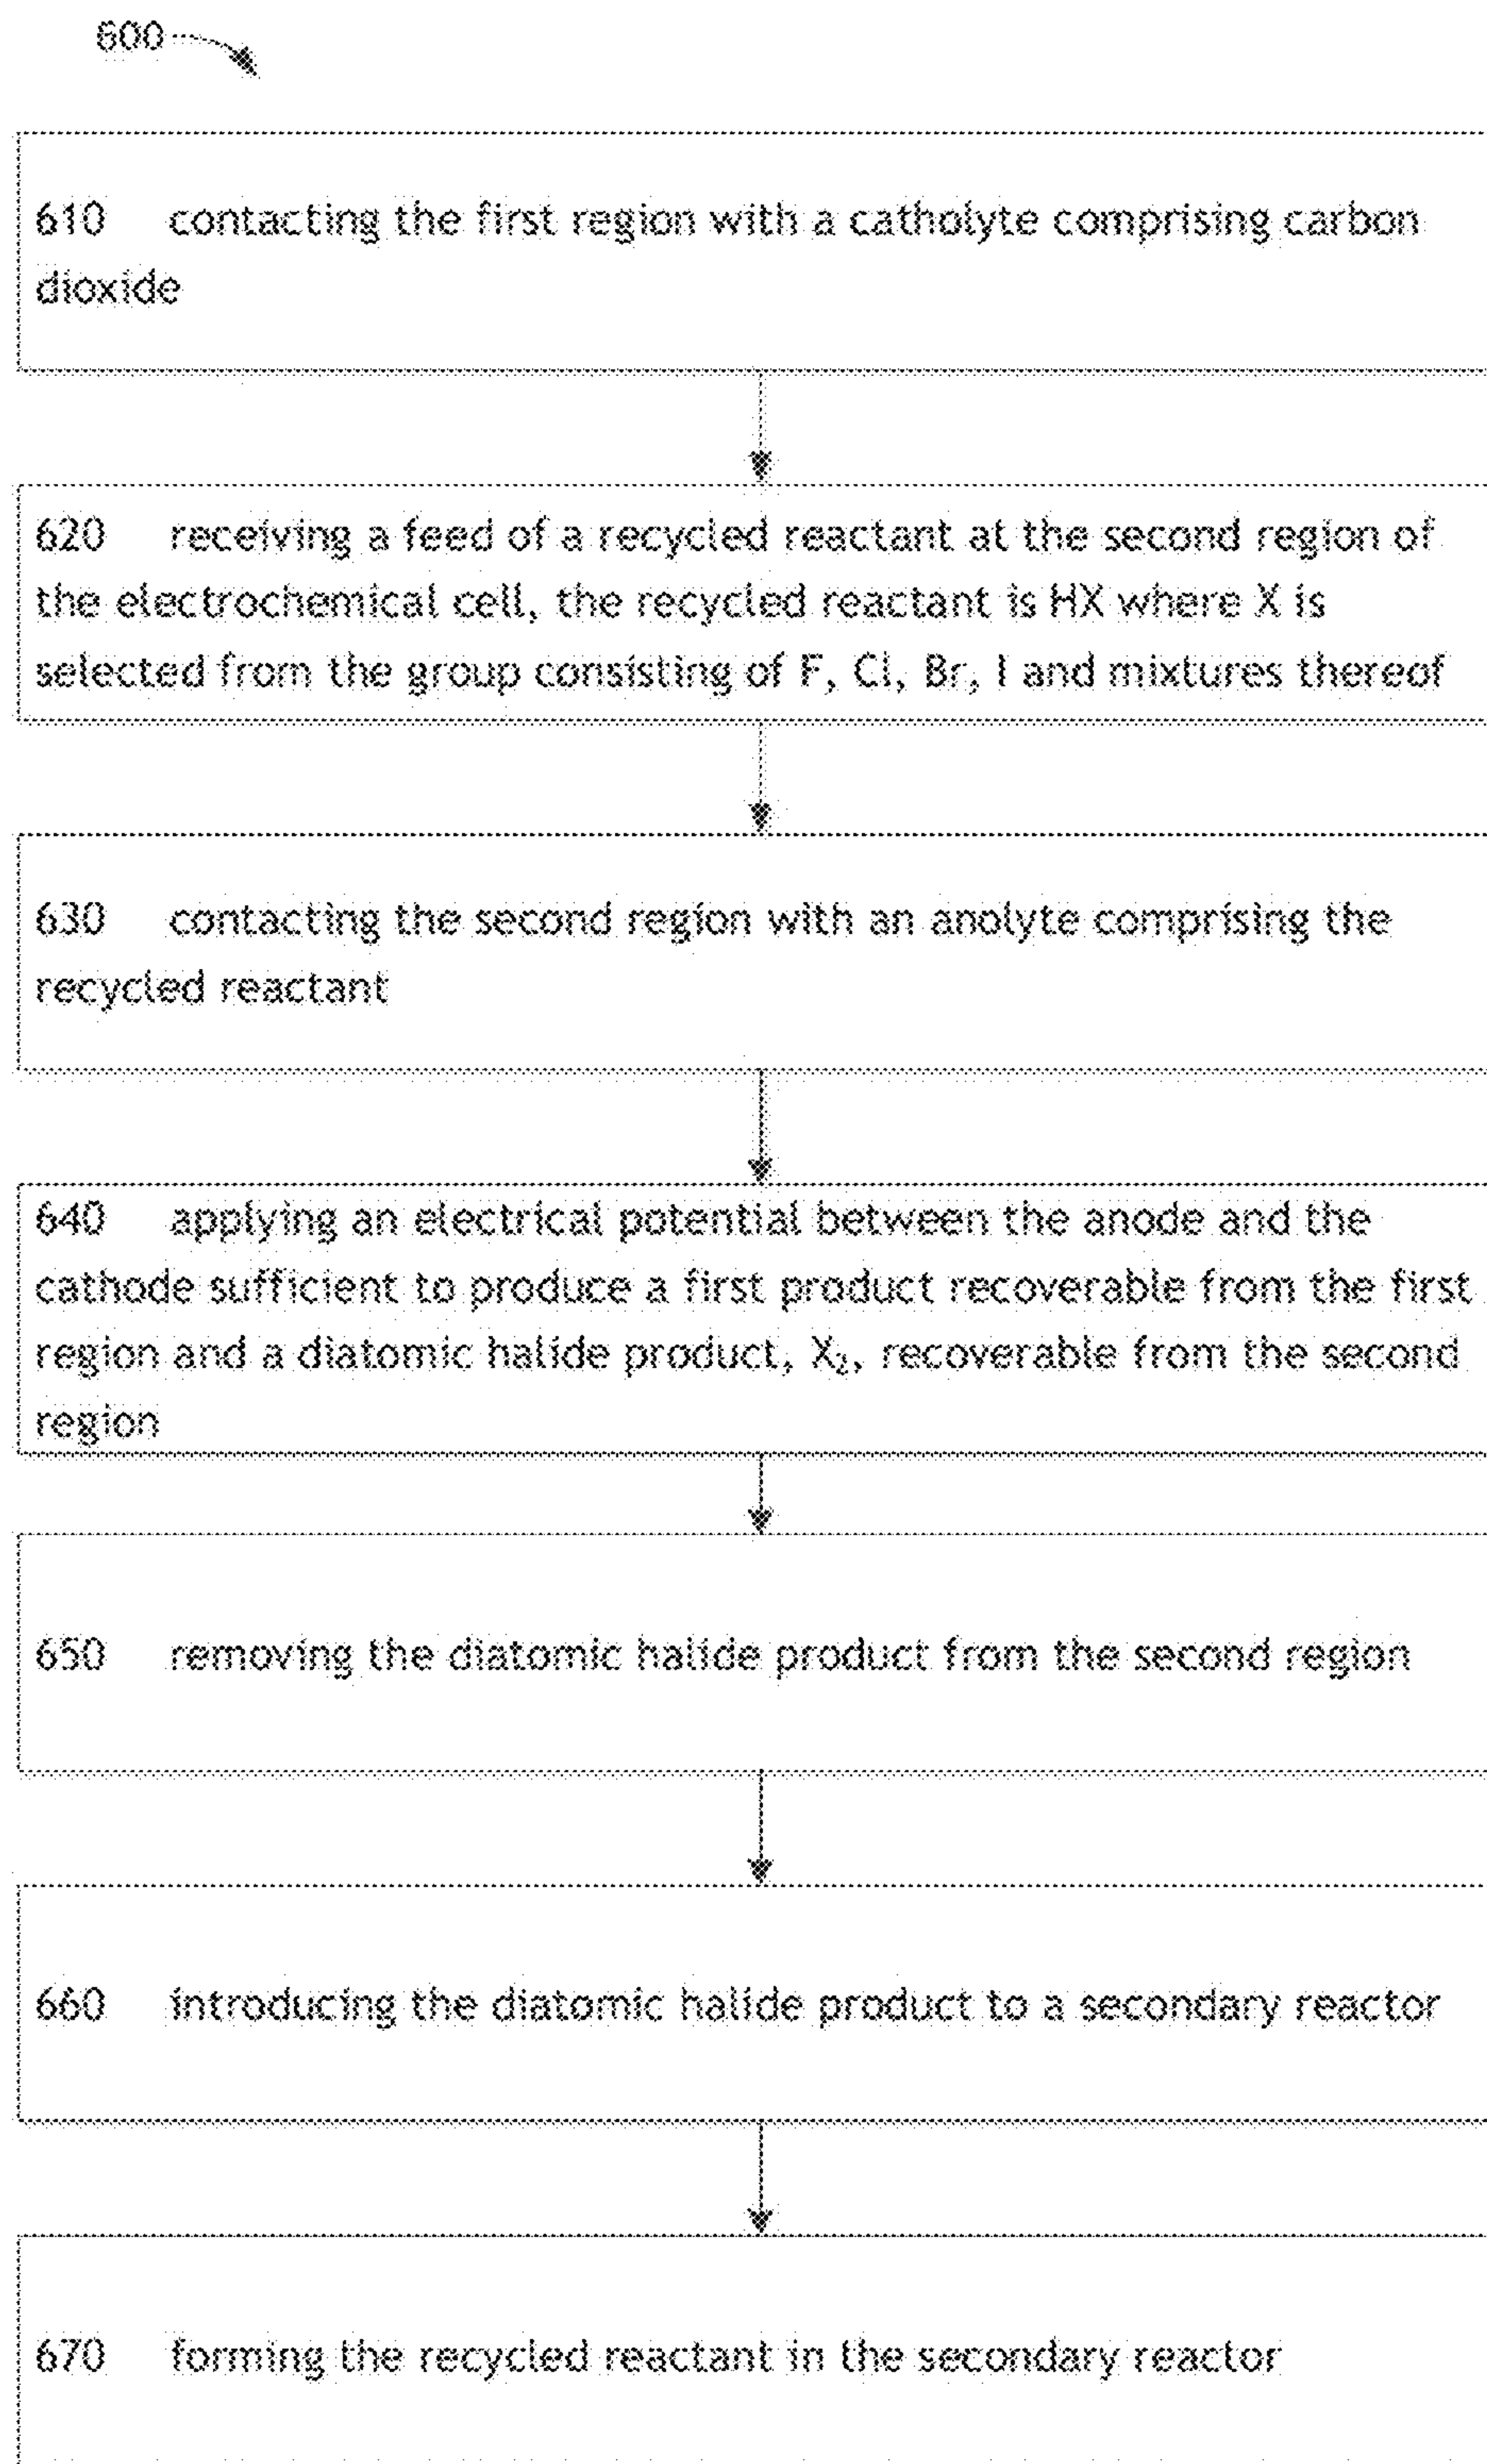 600
610 contacting the first region with a catholyte comprising carbon
dioxide
620 receiving a feed of a recycled reactant at the second region of
the electrochemical cell, the recycled reactant is HX where X is
selected from the group consisting of F, Cl, Br, I and mixtures thereof
630 contacting the second region with an anolyte comprising the
recycled reactant
640 applying an electrical potential between the anode and the
cathode sufficient to produce a first product recoverable from the first
region and a diatomic halide product, X₂, recoverable from the second
region
650 removing the diatomic halide product from the second region
660 introducing the diatomic halide product to a secondary reactor
670 forming the recycled reactant in the secondary reactor